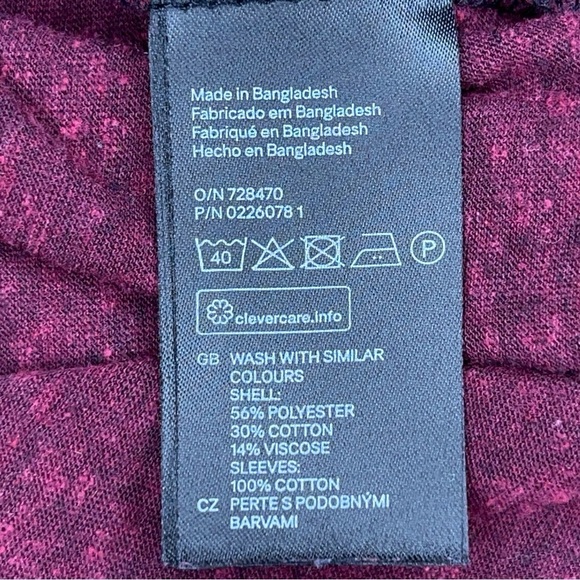 Made in Bangladesh
Fabricado em Bangladesh
Fabriqué en Bangladesh
Hecho en Bangladesh
O/N 728470
P/N 0226078 1
40
P
clevercare.info
GB WASH WITH SIMILAR
COLOURS
SHELL:
56% POLYESTER
30% COTTON
14% VISCOSE
SLEEVES:
100% COTTON
CZ PERTE S PODOBNÝMI
BARVAMI